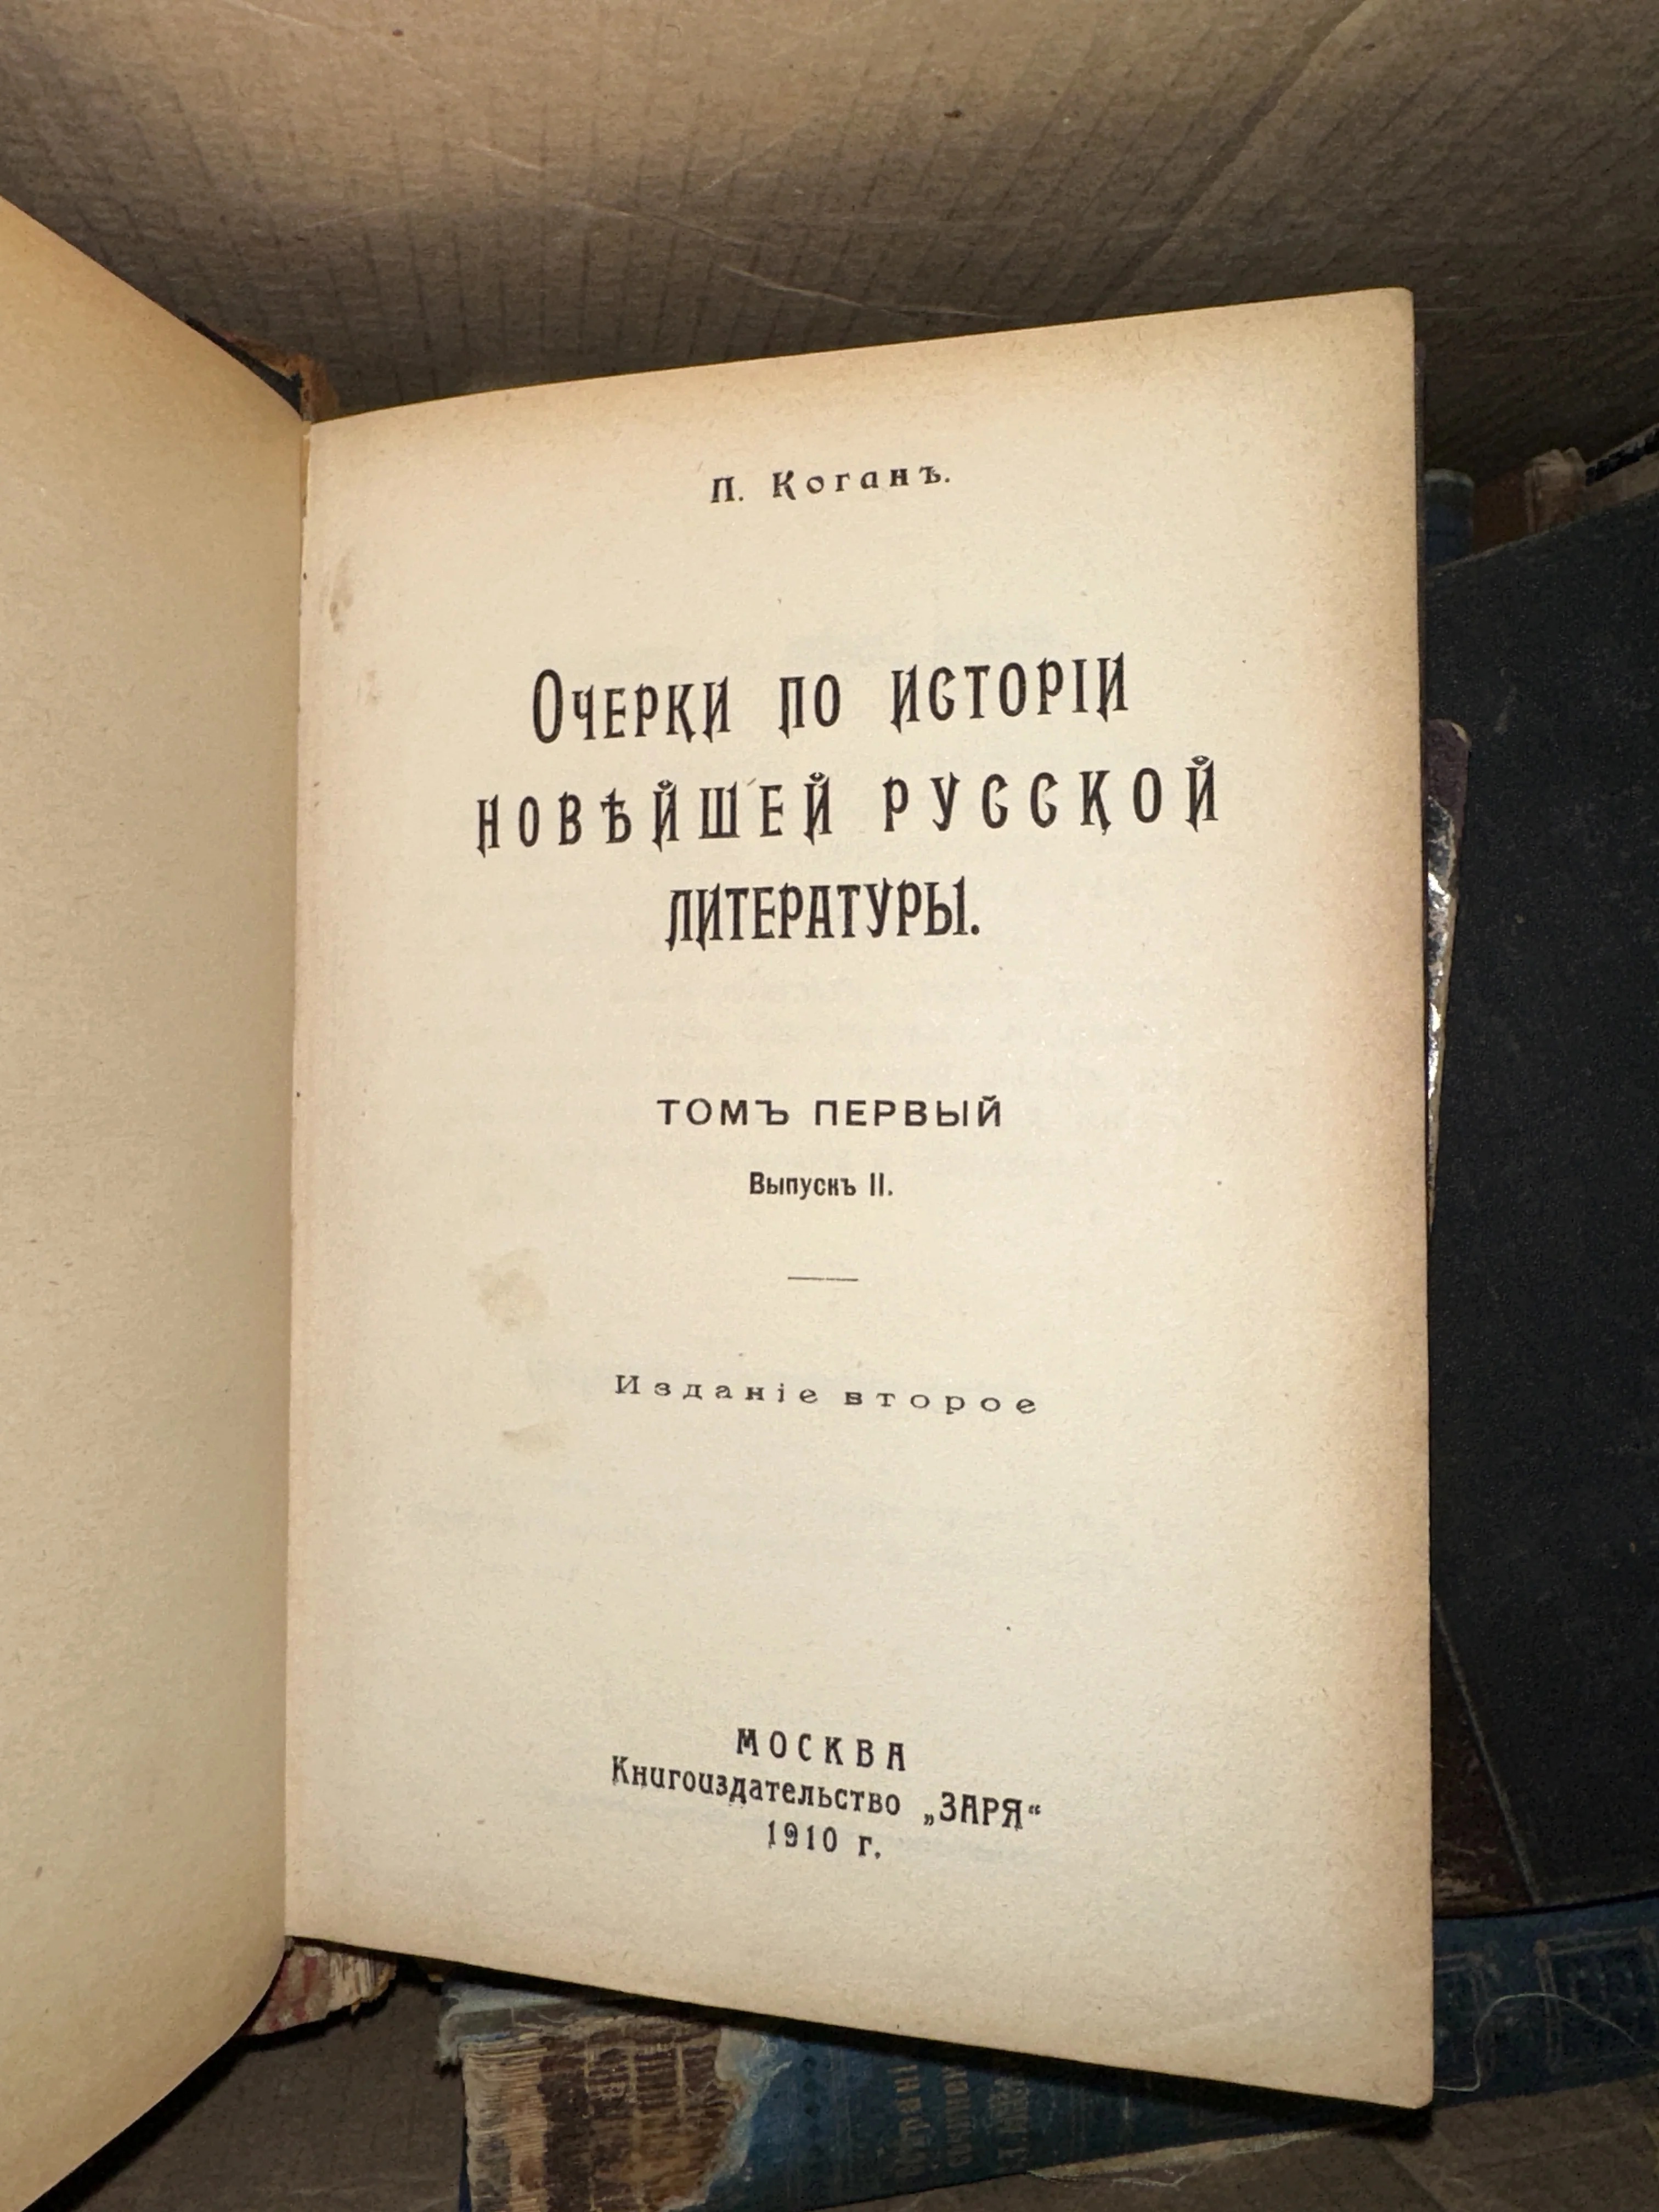 П. Коганъ.
Очерки по исторіи
новѣйшей русской
литературы.
ТОМЪ ПЕРВЫЙ
Выпускъ II.
Изданіе второе
МОСКВА
Книгоиздательство „ЗАРЯ“
1910 г.